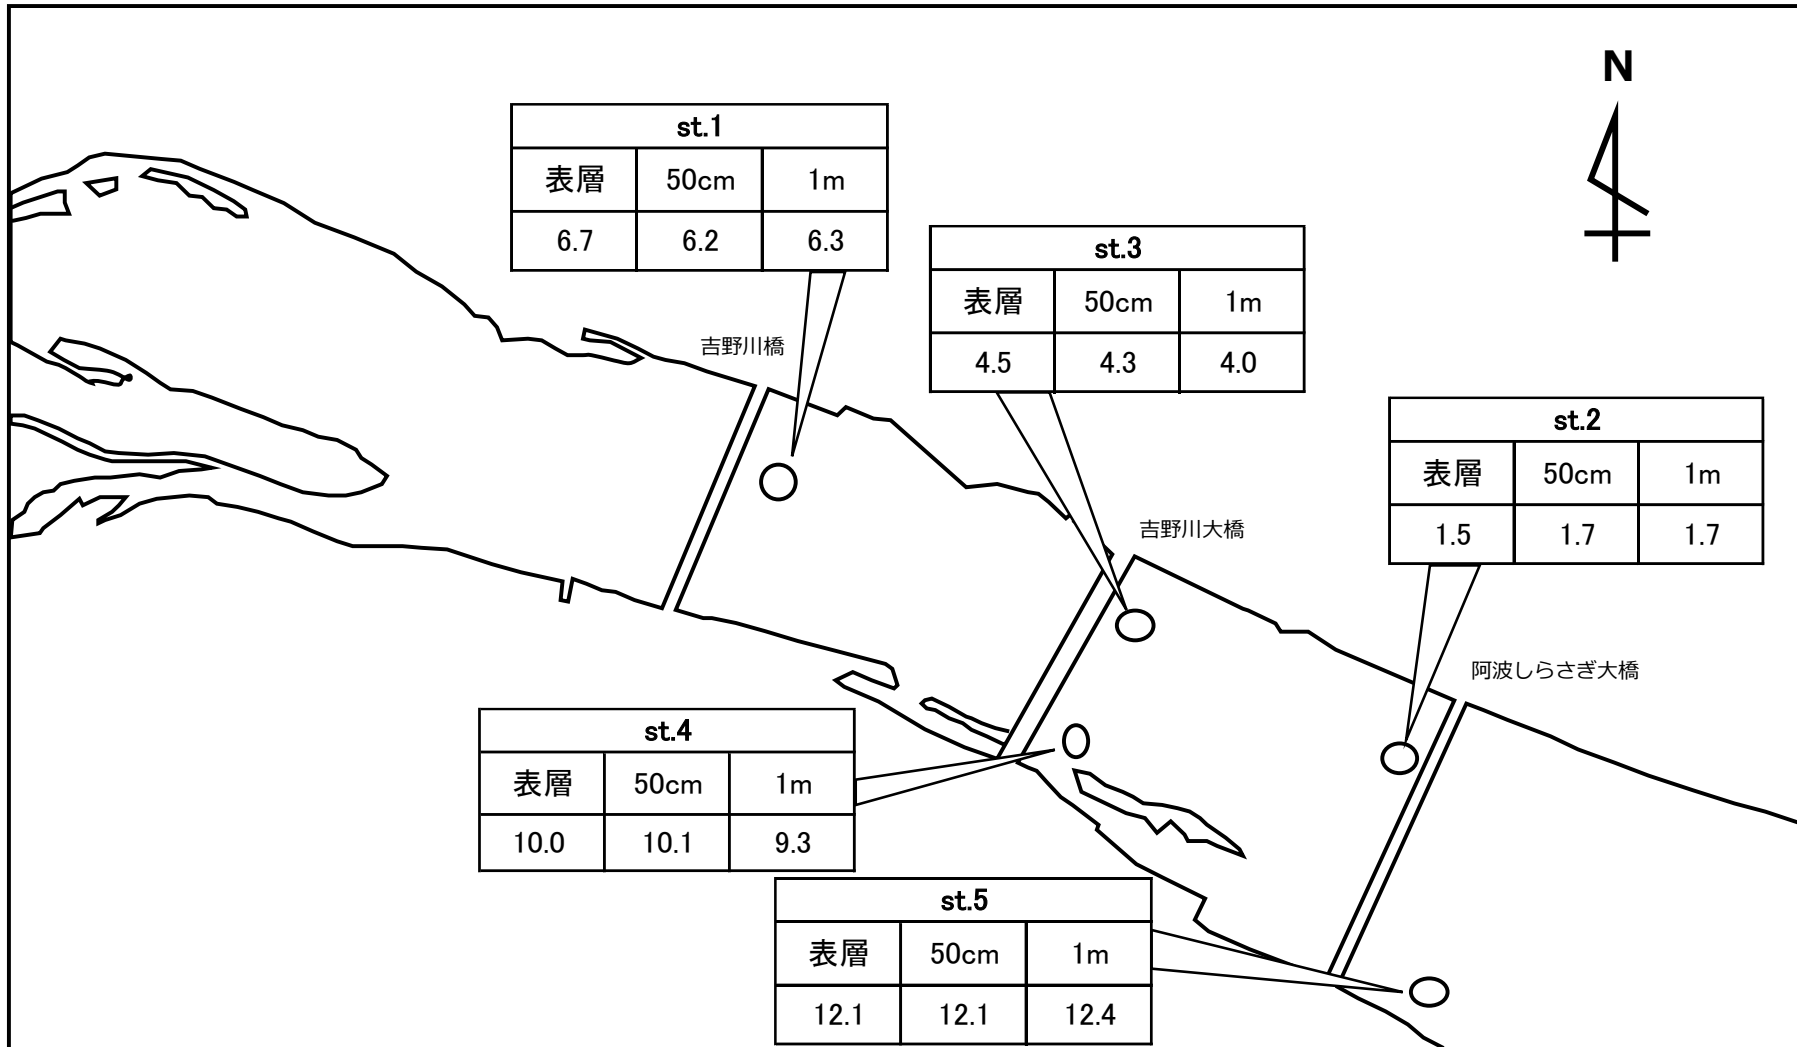 N
st.1
表層 50cm 1m
6.7 6.2 6.3
吉野川橋
st.3
表層 50cm 1m
4.5 4.3 4.0
吉野川大橋
st.2
表層 50cm 1m
1.5 1.7 1.7
阿波しらさぎ大橋
st.4
表層 50cm 1m
10.0 10.1 9.3
st.5
表層 50cm 1m
12.1 12.1 12.4